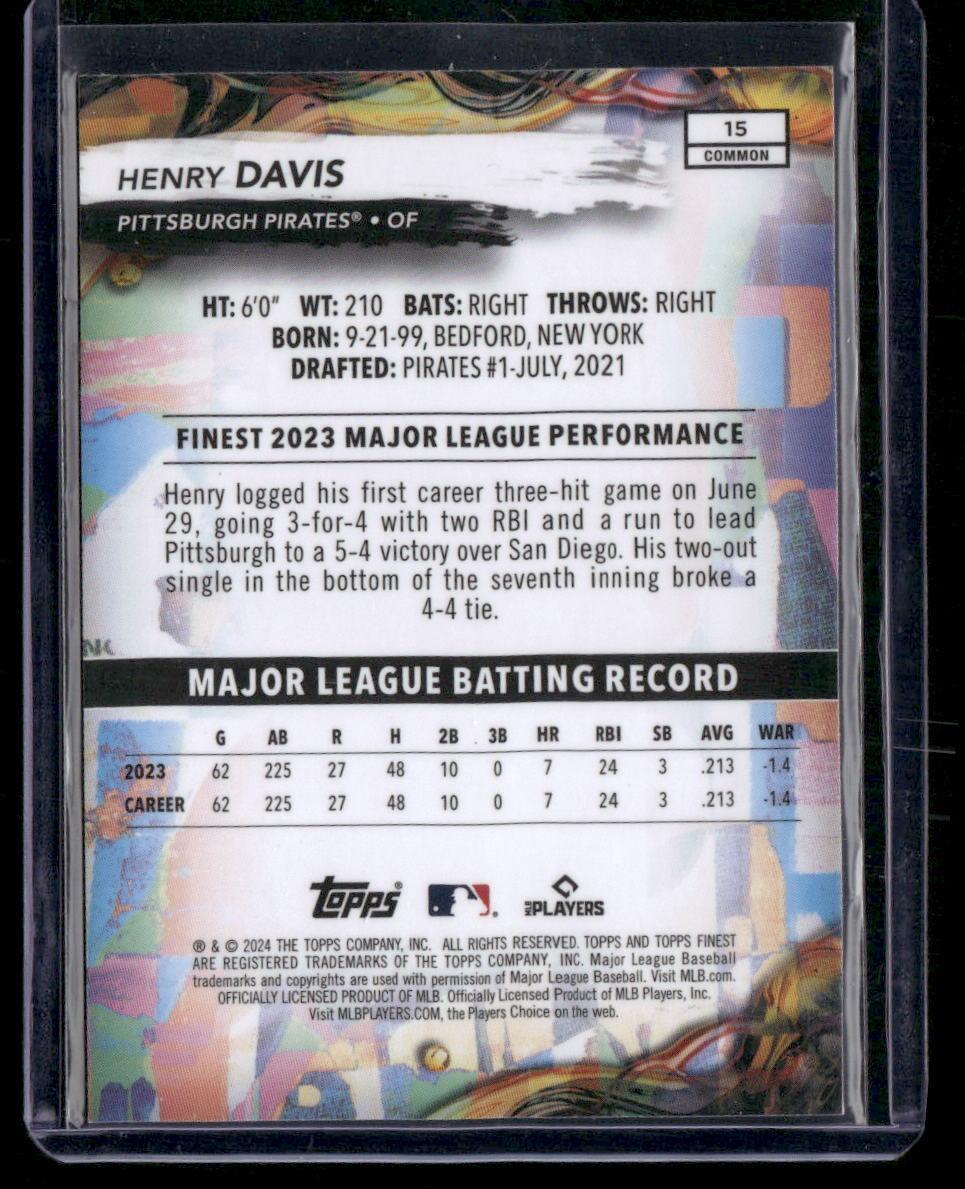 15
COMMON
HENRY DAVIS
PITTSBURGH PIRATES® • OF
HT: 6'0" WT: 210 BATS: RIGHT THROWS: RIGHT
BORN: 9-21-99, BEDFORD, NEW YORK
DRAFTED: PIRATES #1-JULY, 2021
FINEST 2023 MAJOR LEAGUE PERFORMANCE
Henry logged his first career three-hit game on June
29, going 3-for-4 with two RBI and a run to lead
Pittsburgh to a 5-4 victory over San Diego. His two-out
single in the bottom of the seventh inning broke a
4-4 tie.
MAJOR LEAGUE BATTING RECORD
G AB R H 2B 3B HR RBI SB AVG WAR
2023 62 225 27 48 10 0 7 24 3 .213 -1.4
CAREER 62 225 27 48 10 0 7 24 3 .213 -1.4
topps® ® MLB PLAYERS
® & © 2024 THE TOPPS COMPANY, INC. ALL RIGHTS RESERVED. TOPPS AND TOPPS FINEST
ARE REGISTERED TRADEMARKS OF THE TOPPS COMPANY, INC. Major League Baseball
trademarks and copyrights are used with permission of Major League Baseball. Visit MLB.com.
OFFICIALLY LICENSED PRODUCT OF MLB. Officially Licensed Product of MLB Players, Inc.
Visit MLBPLAYERS.COM, the Players Choice on the web.